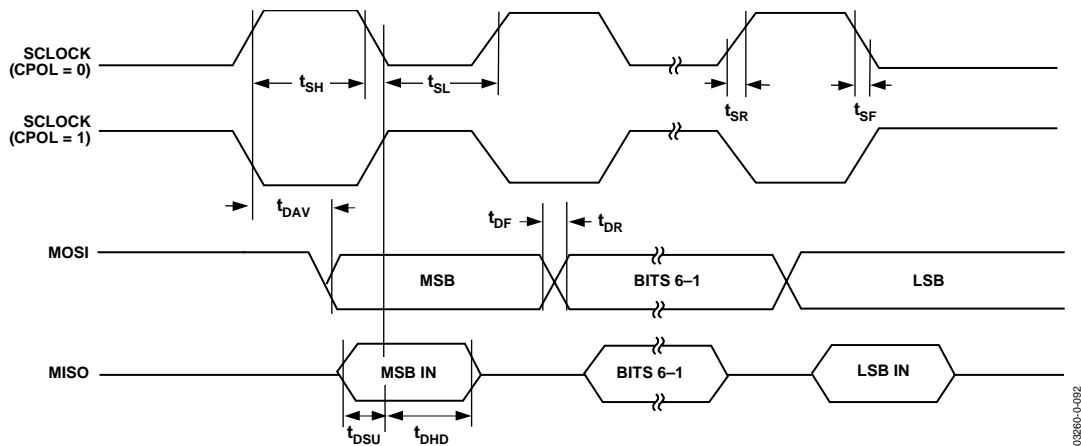 SCLOCK
(CPOL = 0)
tSH
tSL
tSR
tSF
SCLOCK
(CPOL = 1)
tDAV
tDF
tDR
MOSI
MSB
BITS 6–1
LSB
MISO
MSB IN
BITS 6–1
LSB IN
tDSU
tDHD
03260-0-092